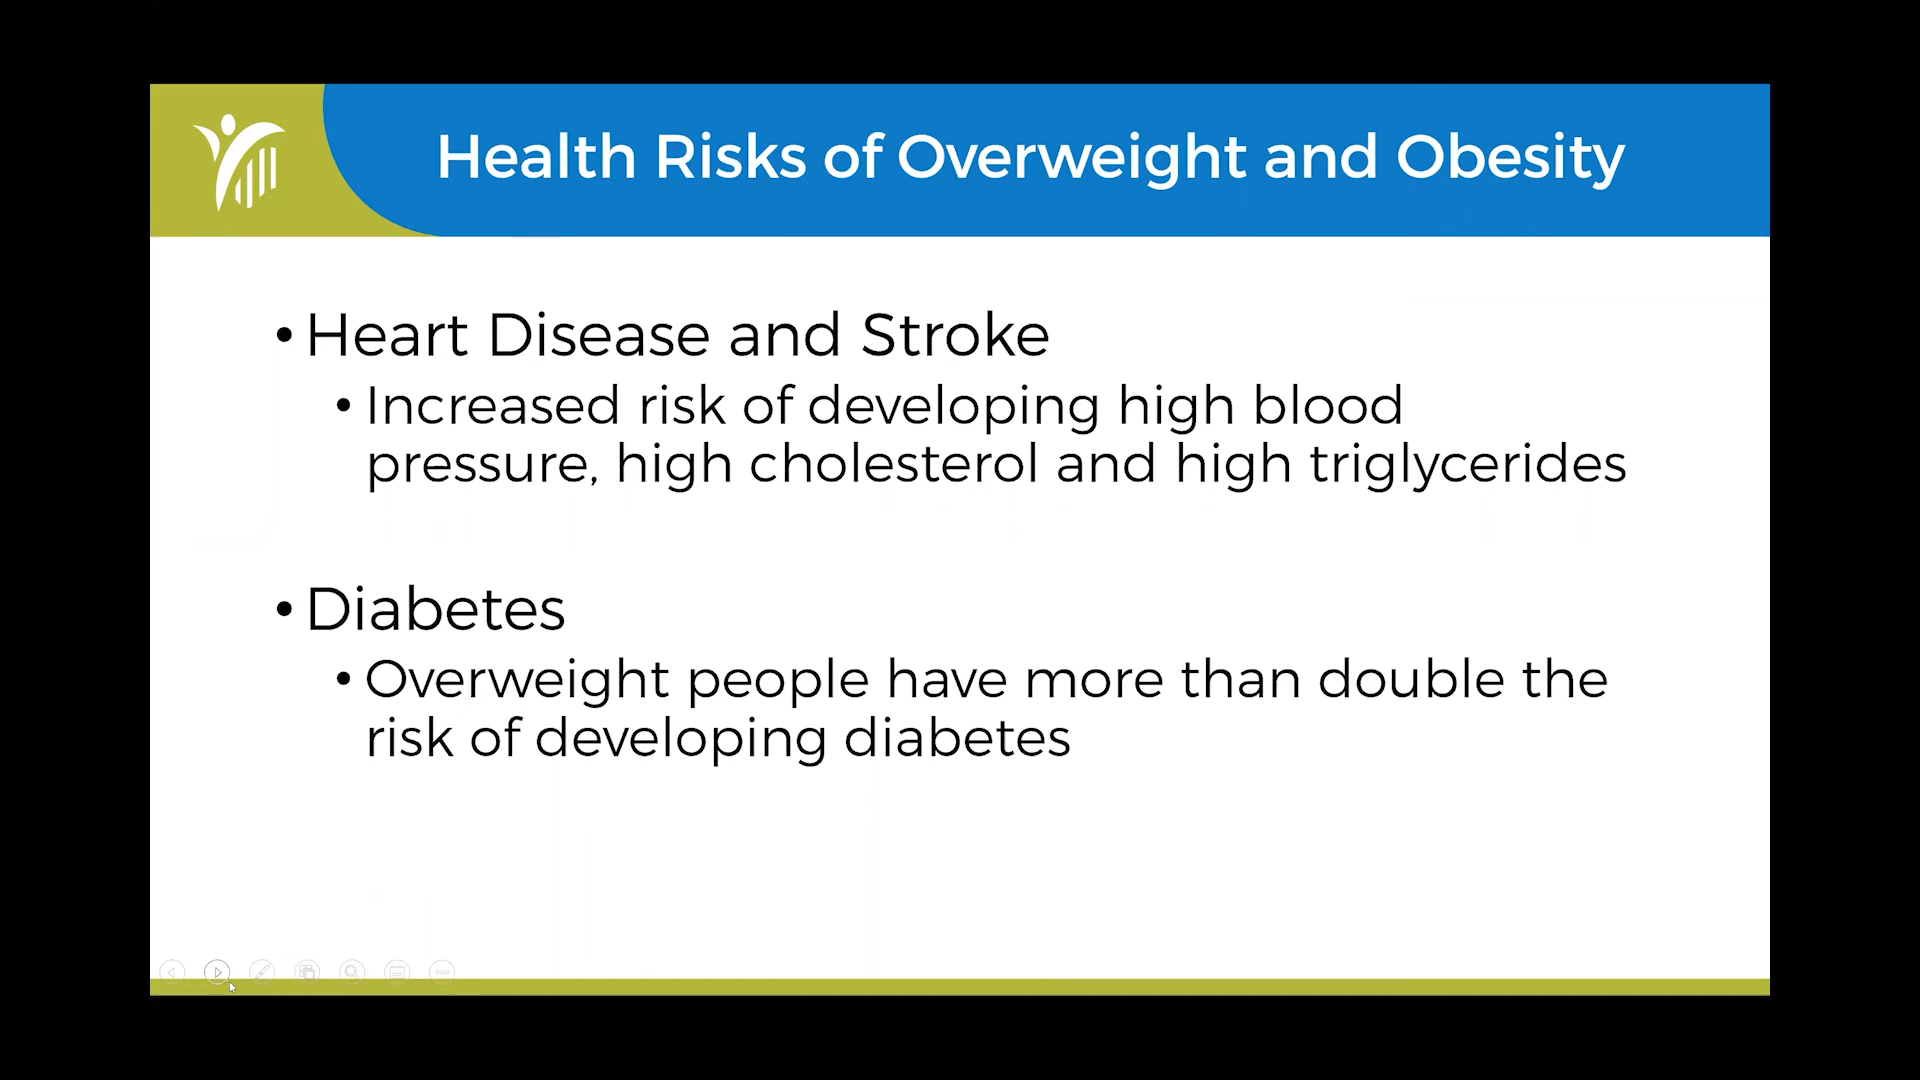 Health Risks of Overweight and Obesity
• Heart Disease and Stroke
• Increased risk of developing high blood
pressure, high cholesterol and high triglycerides
• Diabetes
• Overweight people have more than double the
risk of developing diabetes